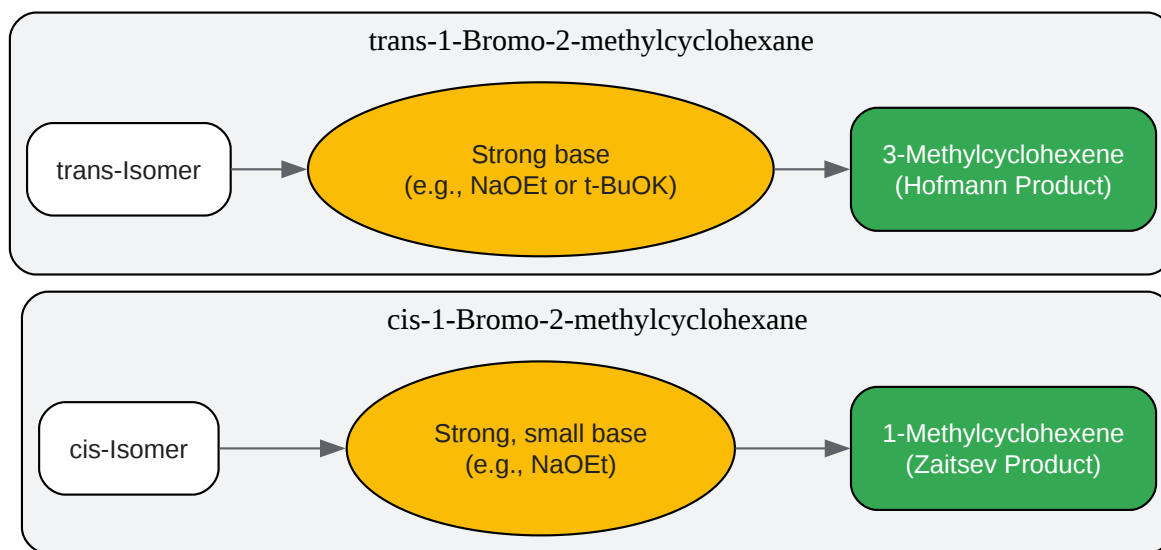 trans-1-Bromo-2-methylcyclohexane
trans-Isomer
Strong base
(e.g., NaOEt or t-BuOK)
3-Methylcyclohexene
(Hofmann Product)
cis-1-Bromo-2-methylcyclohexane
cis-Isomer
Strong, small base
(e.g., NaOEt)
1-Methylcyclohexene
(Zaitsev Product)